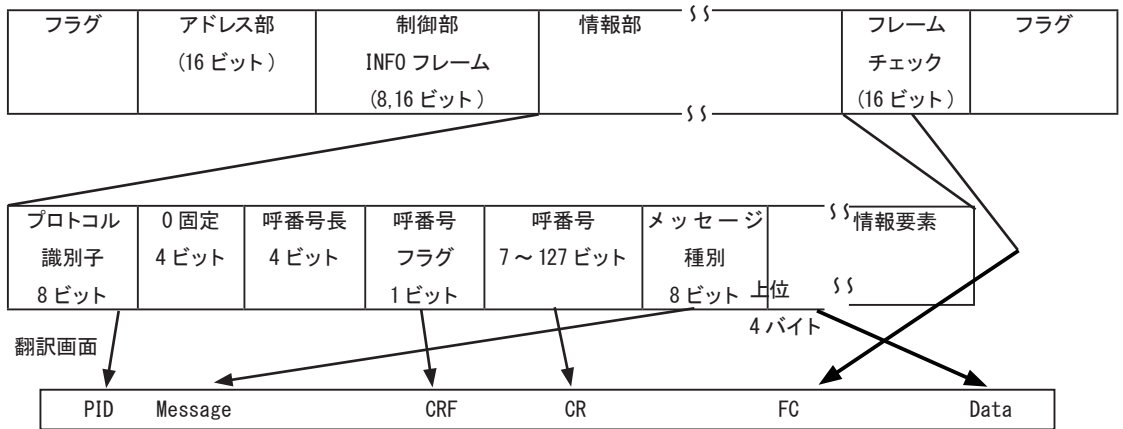 フラグ
アドレス部
(16 ビット)
制御部
INFO フレーム
(8,16 ビット)
情報部
フレーム
チェック
(16 ビット)
フラグ
プロトコル
識別子
8 ビット
0 固定
4 ビット
呼番号長
4 ビット
呼番号
フラグ
1 ビット
呼番号
7～127 ビット
メッセージ
種別
8 ビット
情報要素
上位
4 バイト
翻訳画面
PID Message CRF CR FC Data